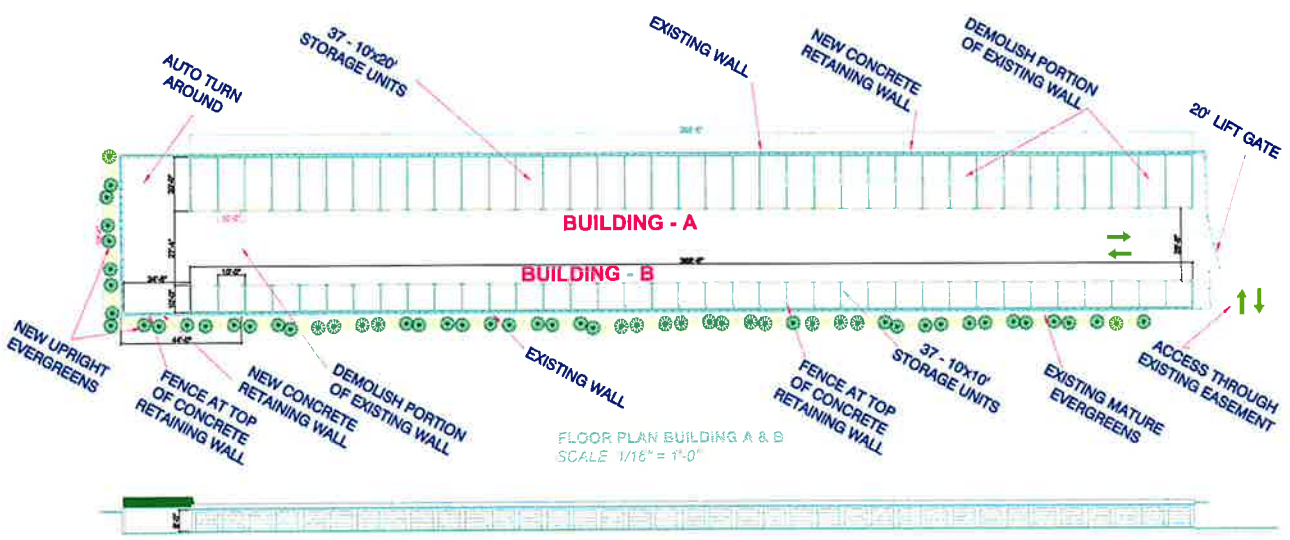 37 - 10'x20'
STORAGE UNITS
EXISTING WALL
NEW CONCRETE
RETAINING WALL
DEMOLISH PORTION
OF EXISTING WALL
AUTO TURN
AROUND
20' LIFT GATE
BUILDING - A
BUILDING - B
10'-0"
NEW UPRIGHT
EVERGREENS
FENCE AT TOP
OF CONCRETE
RETAINING WALL
NEW CONCRETE
RETAINING WALL
DEMOLISH PORTION
OF EXISTING WALL
EXISTING WALL
FENCE AT TOP
OF CONCRETE
RETAINING WALL
37 - 10'x10'
STORAGE UNITS
EXISTING MATURE
EVERGREENS
ACCESS THROUGH
EXISTING EASEMENT
FLOOR PLAN BUILDING A & B
SCALE 1/16" = 1'-0"